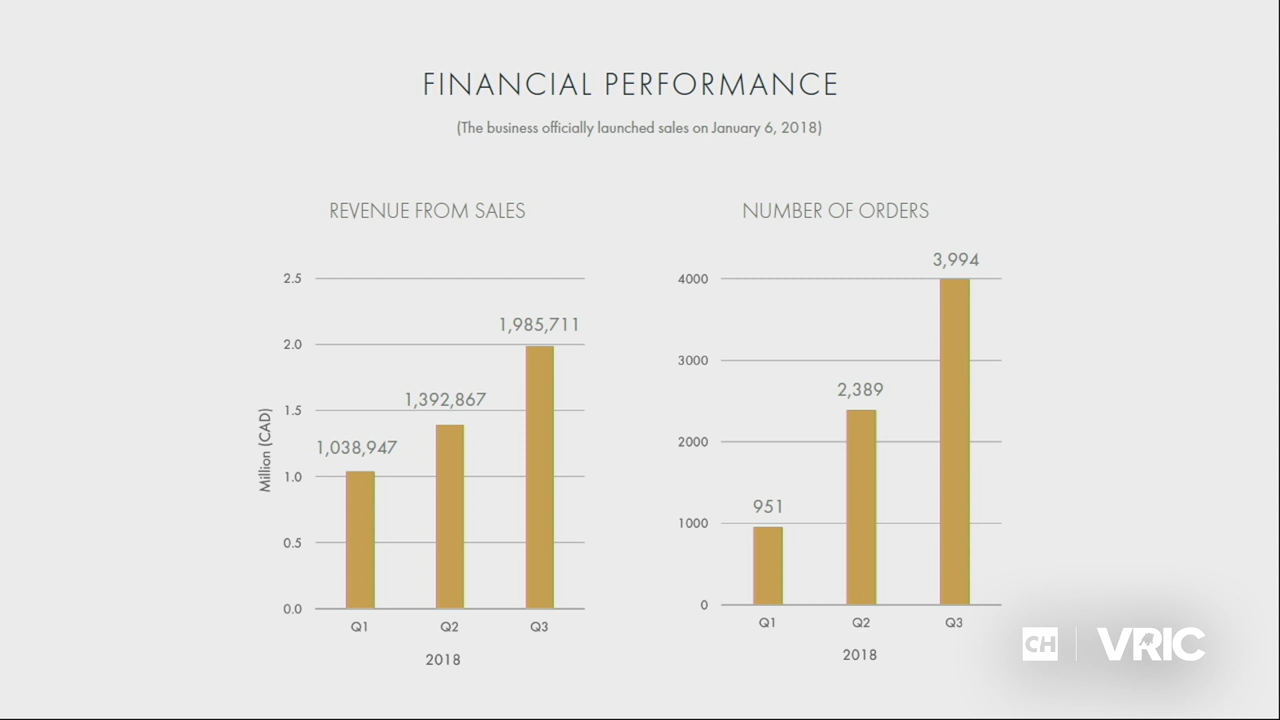 FINANCIAL PERFORMANCE
(The business officially launched sales on January 6, 2018)
REVENUE FROM SALES
2.5
2.0
1.5
1.0
0.5
0.0
Million (CAD)
1,038,947
1,392,867
1,985,711
Q1 Q2 Q3
2018
NUMBER OF ORDERS
4000
3000
2000
1000
0
951
2,389
3,994
Q1 Q2 Q3
2018
CH VRIC